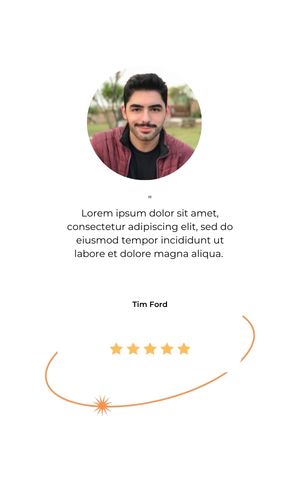 "
Lorem ipsum dolor sit amet,
consectetur adipiscing elit, sed do
eiusmod tempor incididunt ut
labore et dolore magna aliqua.
Tim Ford